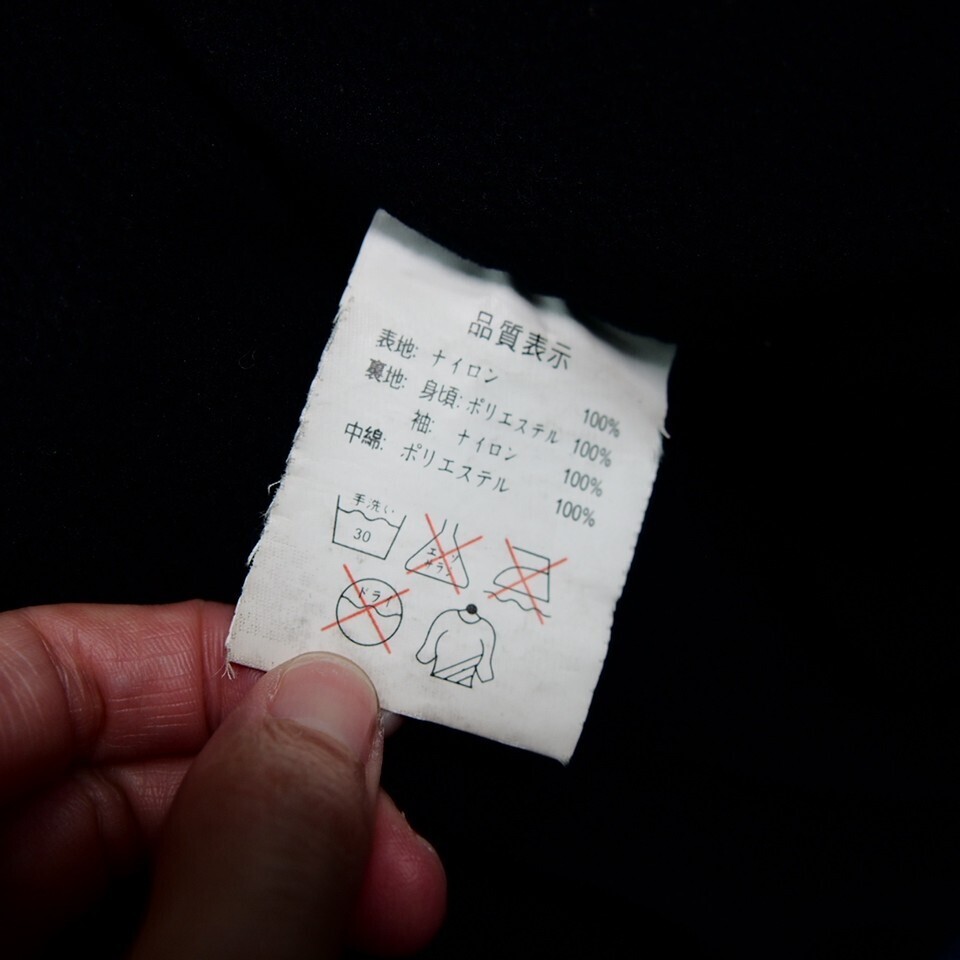 品質表示
表地: ナイロン 100%
裏地: 身頃: ポリエステル 100%
袖: ナイロン 100%
中綿: ポリエステル 100%
手洗い
30
エンソ
サラシ
ドライ